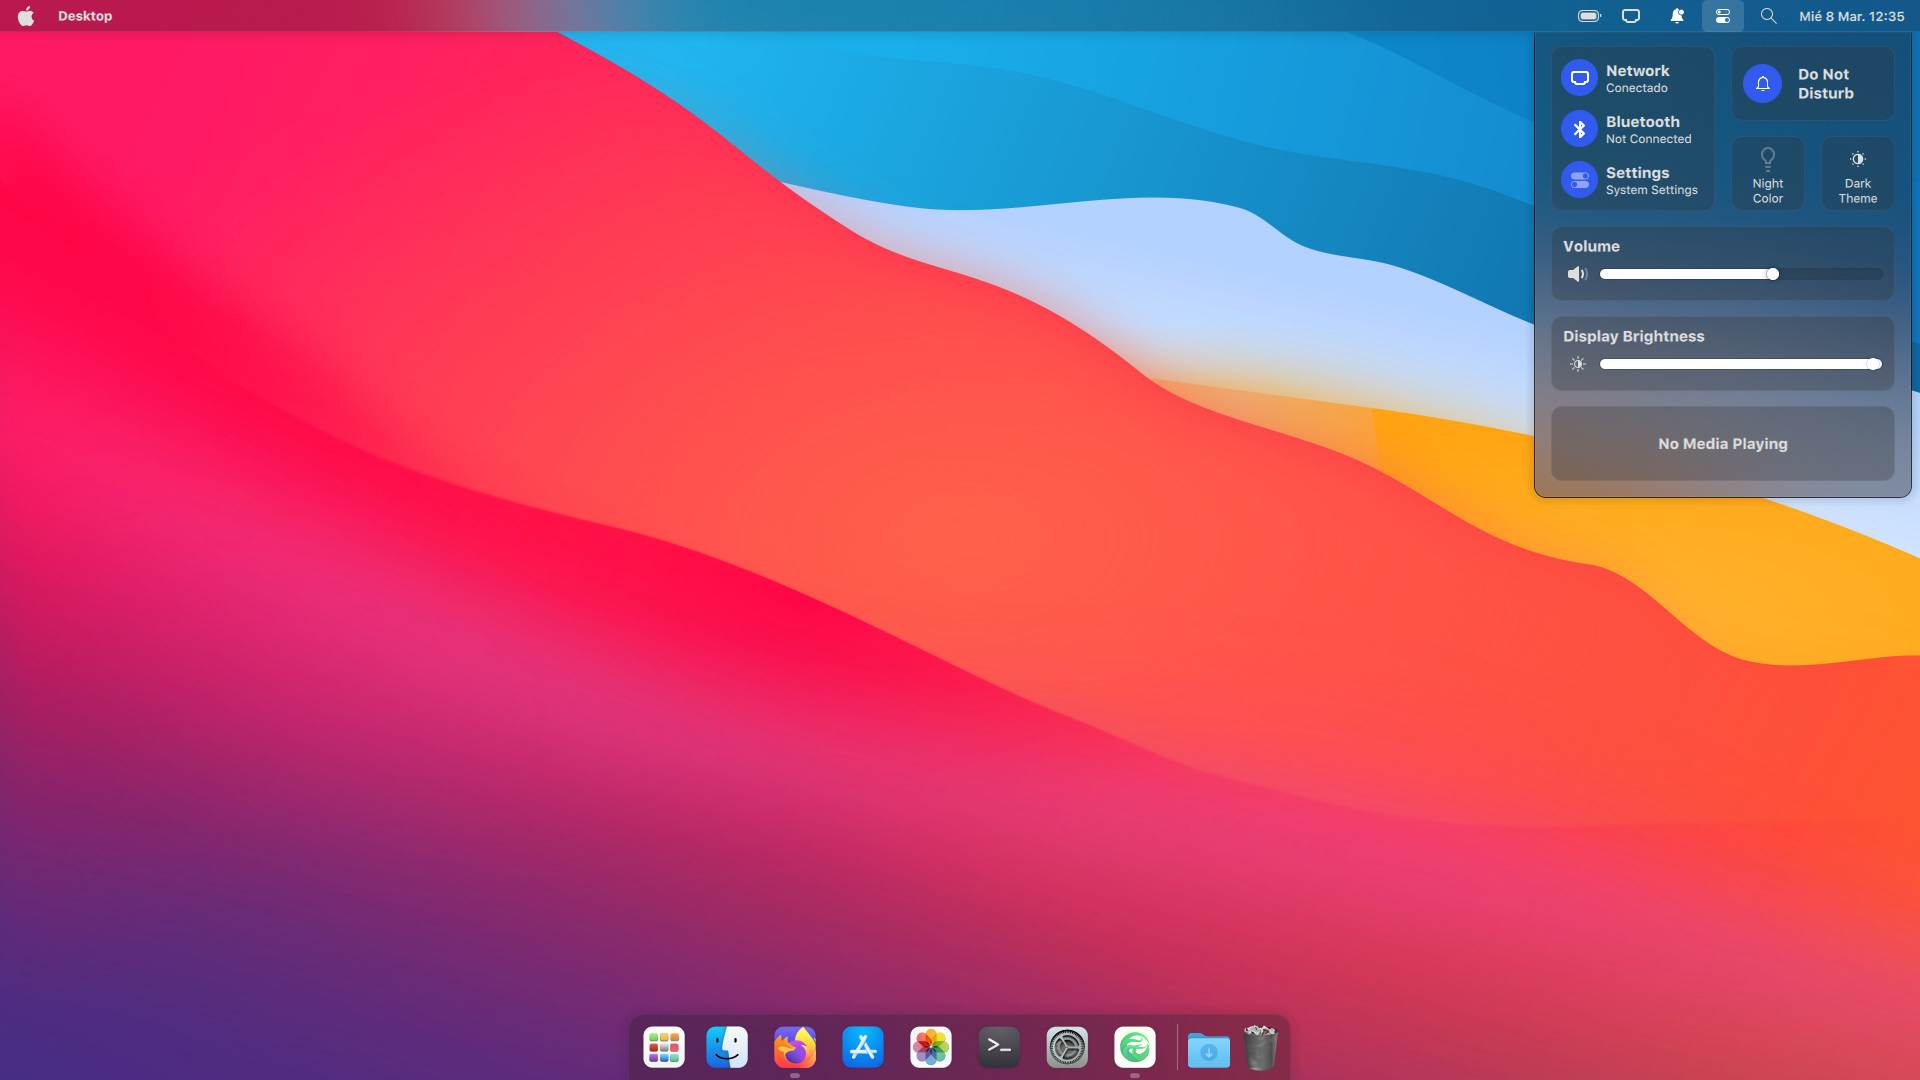 Desktop
Mié 8 Mar. 12:35
Network
Conectado
Bluetooth
Not Connected
Settings
System Settings
Do Not
Disturb
Night
Color
Dark
Theme
Volume
Display Brightness
No Media Playing